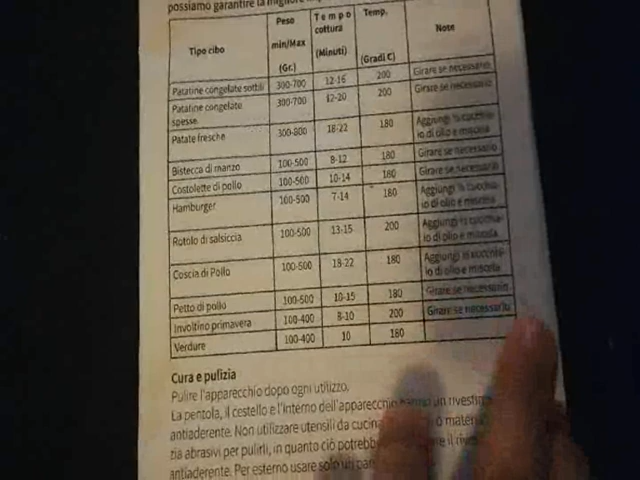 possiamo garantire la
Tipo cibo Peso min/Max (Gr.) Tempo cottura (Minuti) Temp. (Gradi C) Note
Patatine congelate sottili 300-700 12-16 200 Girare se necessario
Patatine congelate spesse 300-700 12-20 200 Girare se necessario
Patate fresche 300-800 18-22 180 Aggiungi ½ cucchiaio di olio e miscela
Bistecca di manzo 100-500 8-12 180 Girare se necessario
Costolette di pollo 100-500 10-14 180 Girare se necessario
Hamburger 100-500 7-14 180 Aggiungi ½ cucchiaio di olio e miscela
Rotolo di salsiccia 100-500 13-15 200 Aggiungi ½ cucchiaio di olio e miscela
Coscia di Pollo 100-500 18-22 180 Aggiungi ½ cucchiaio di olio e miscela
Petto di pollo 100-500 10-15 180 Girare se necessario
Involtino primavera 100-400 8-10 200 Girare se necessario
Verdure 100-400 10 180
Cura e pulizia
Pulire l'apparecchio dopo ogni utilizzo.
La pentola, il cestello e l'interno dell'apparecchio un
antiaderente. Non utilizzare utensili da cucina o
zia abrasivi per pulirli, in quanto ciò il
antiaderente. Per esterno usare solo un